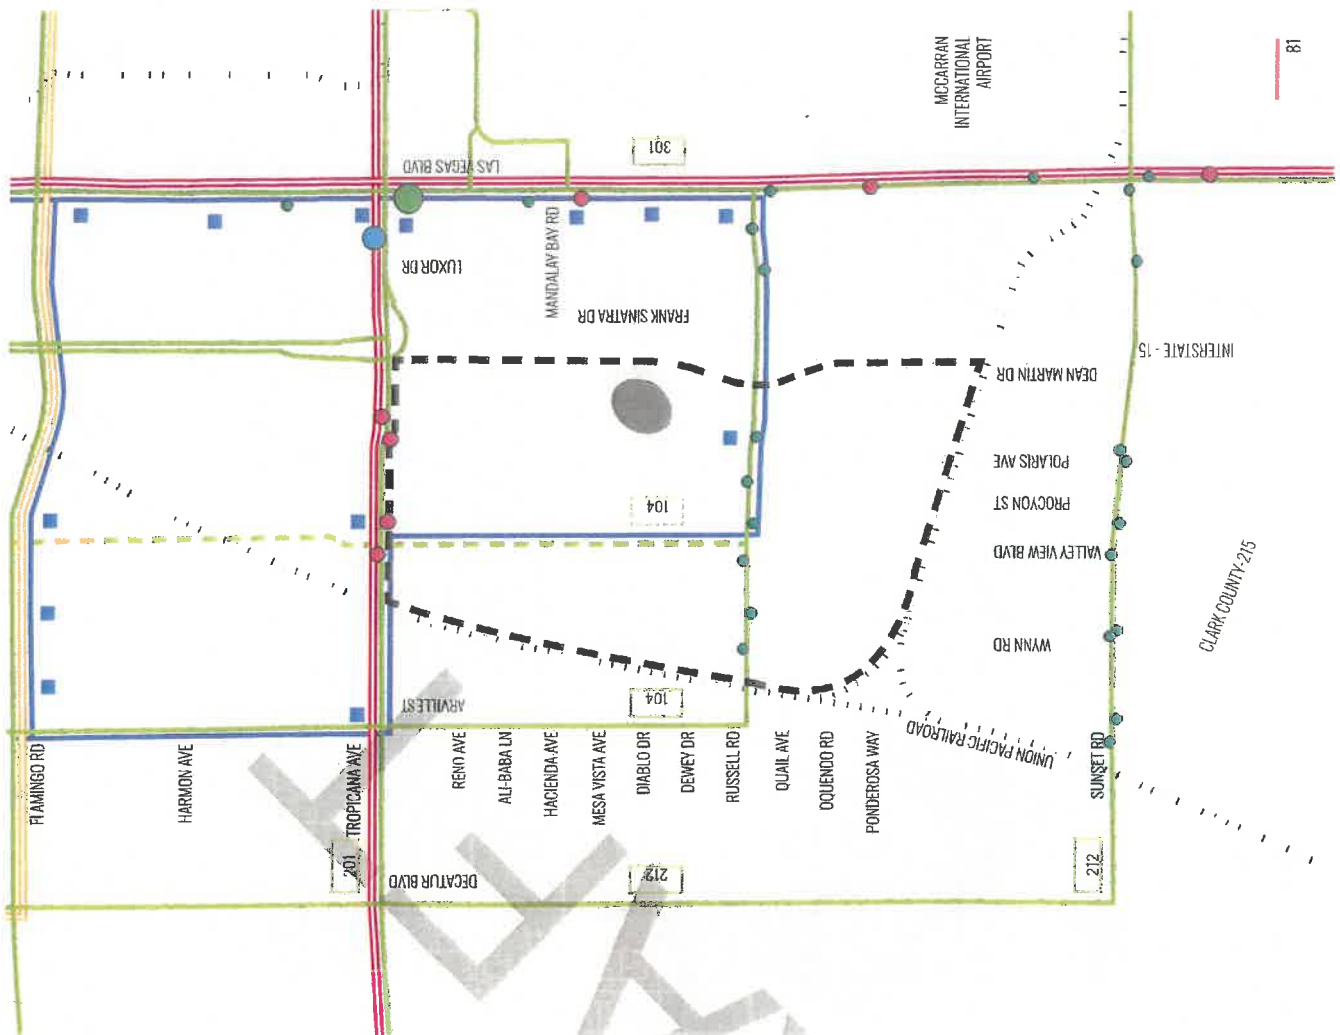 MCCARRAN
INTERNATIONAL
AIRPORT
81
301
LAS VEGAS BLVD
LUXOR DR
MANDALAY BAY RD
FRANK SINATRA DR
INTERSTATE - 15
DEAN MARTIN DR
POLARIS AVE
PROCYON ST
104
VALLEY VIEW BLVD
CLARK COUNTY-215
WYNN RD
ARVILLE ST
104
UNION PACIFIC RAILROAD
FLAMINGO RD
HARMON AVE
TROPICANA AVE
RENO AVE
ALI-BABA LN
HACIENDA AVE
MESA VISTA AVE
DIABLO DR
DEWEY DR
RUSSELL RD
QUAIL AVE
OQUENDO RD
PONDEROSA WAY
SUNSET RD
201
DECATUR BLVD
212
212